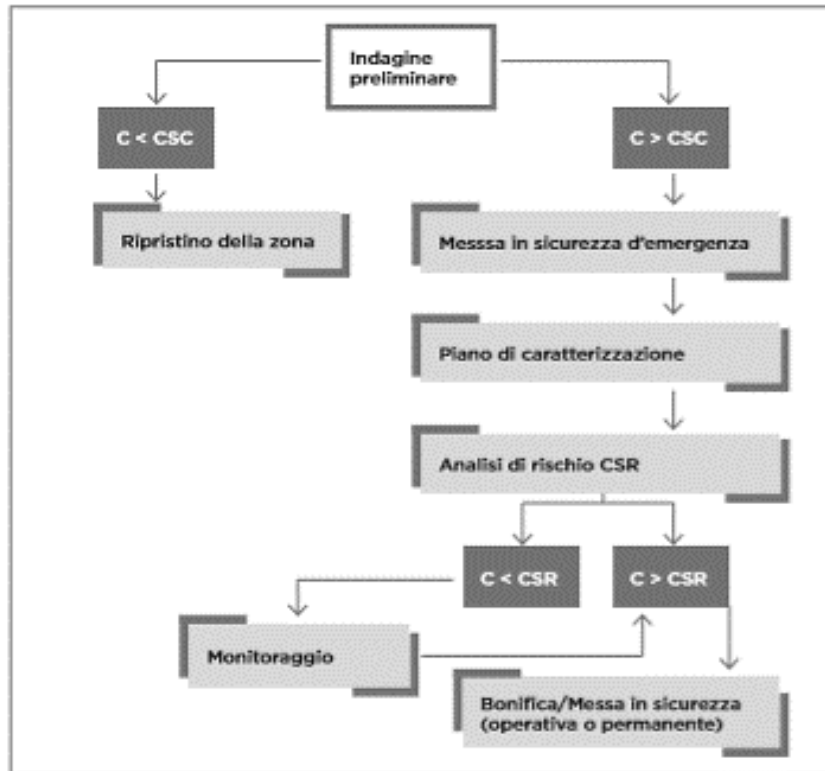 Indagine
preliminare
C < CSC
C > CSC
Ripristino della zona
Messsa in sicurezza d'emergenza
Piano di caratterizzazione
Analisi di rischio CSR
C < CSR
C > CSR
Monitoraggio
Bonifica/Messa in sicurezza
(operativa o permanente)